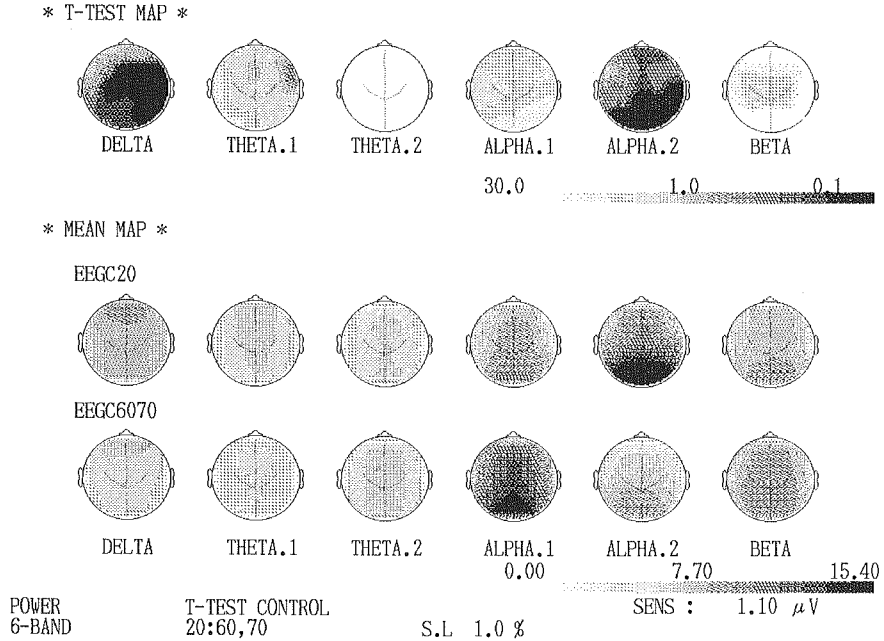 * T-TEST MAP *
DELTA THETA.1 THETA.2 ALPHA.1 ALPHA.2 BETA
30.0 1.0 0.1
* MEAN MAP *
EEGC20
EEGC6070
DELTA THETA.1 THETA.2 ALPHA.1 ALPHA.2 BETA
0.00 7.70 15.40
POWER T-TEST CONTROL SENS : 1.10 μV
6-BAND 20:60,70 S.L 1.0 %